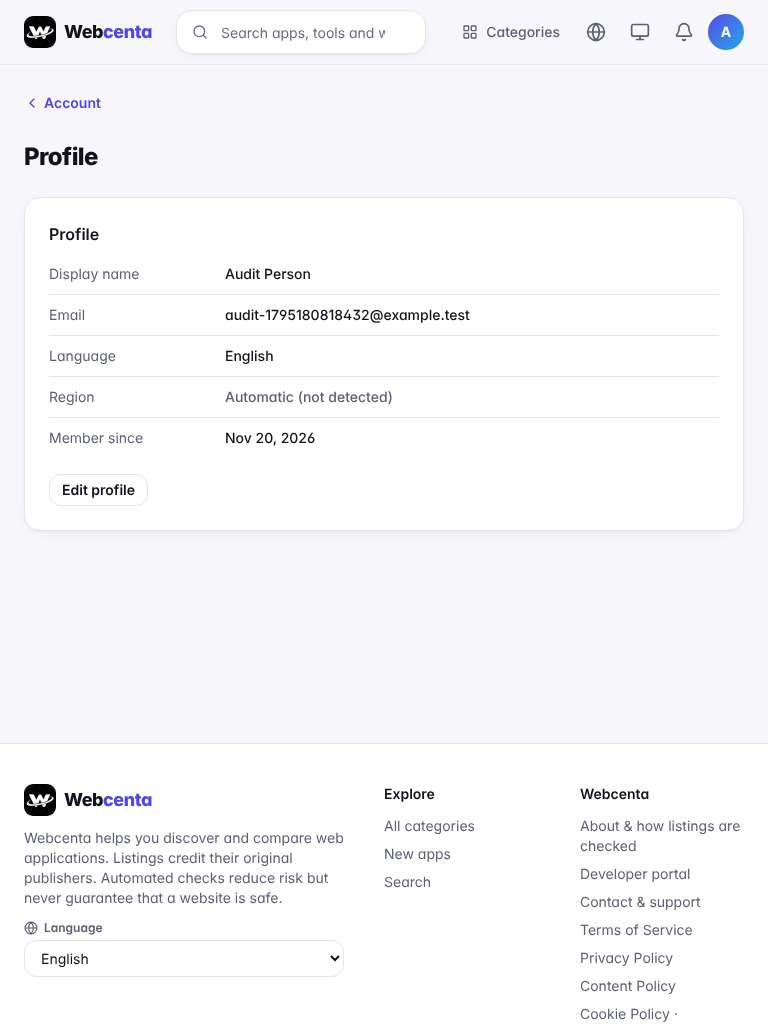 Webcenta
Search apps, tools and w
Categories
A
Account
Profile
Profile
Display name Audit Person
Email audit-1795180818432@example.test
Language English
Region Automatic (not detected)
Member since Nov 20, 2026
Edit profile
Webcenta
Webcenta helps you discover and compare web
applications. Listings credit their original
publishers. Automated checks reduce risk but
never guarantee that a website is safe.
Language
English
Explore
All categories
New apps
Search
Webcenta
About & how listings are
checked
Developer portal
Contact & support
Terms of Service
Privacy Policy
Content Policy
Cookie Policy ·